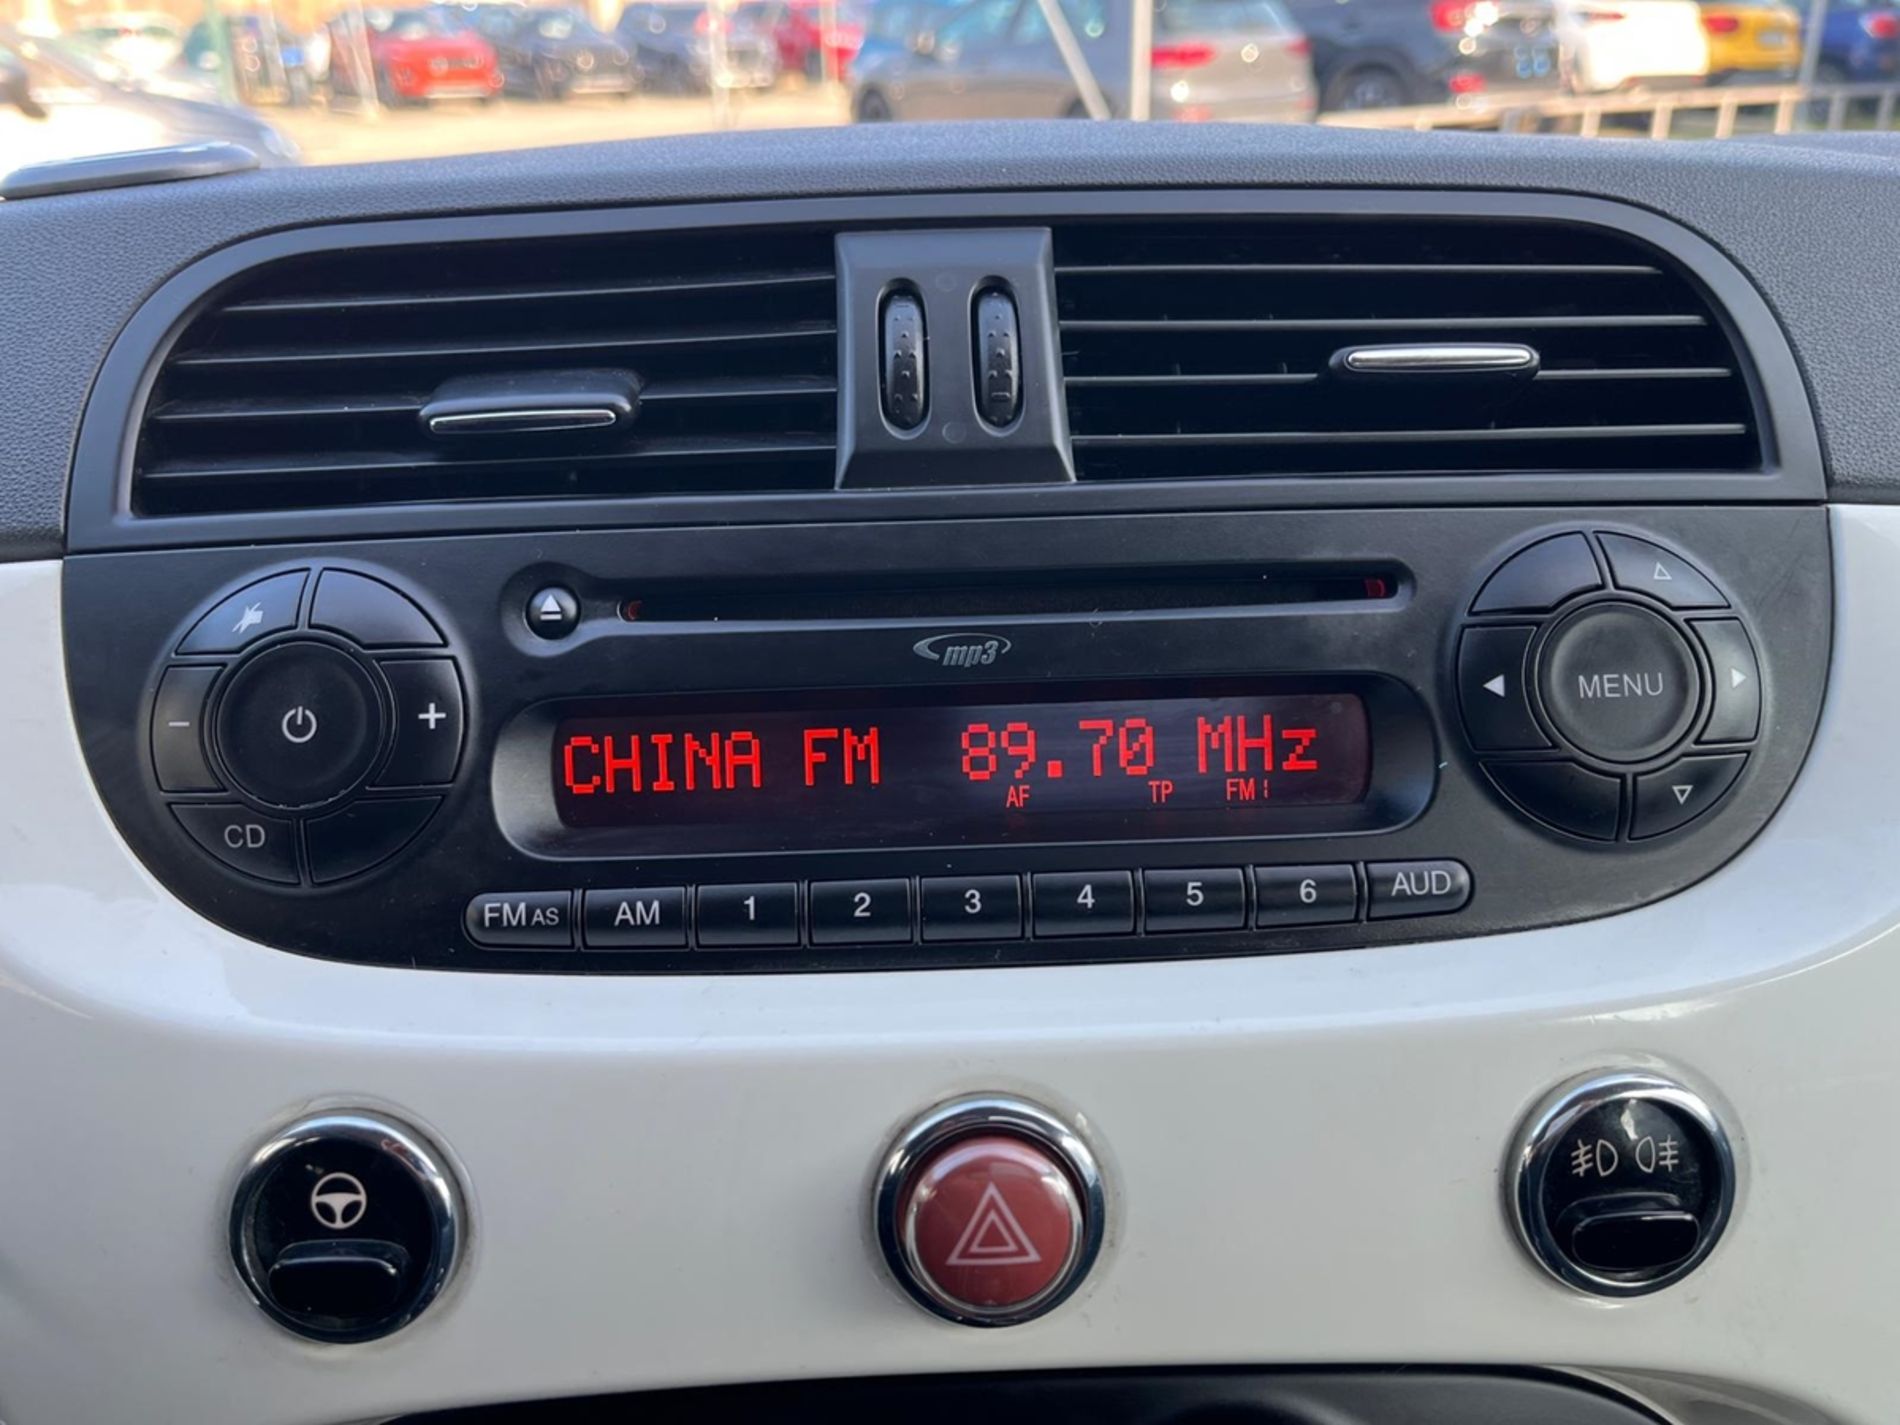 mp3
MENU
CHINA FM 89.70 MHz
AF TP FM1
CD
FM AS AM 1 2 3 4 5 6 AUD